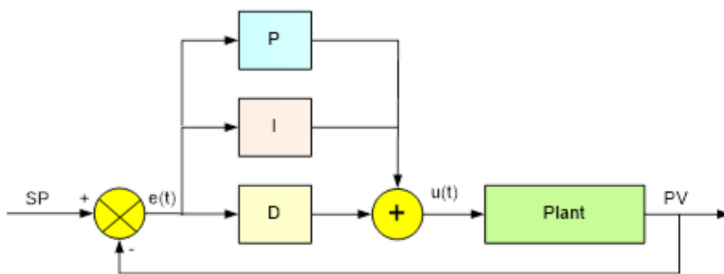 P
I
SP
+
e(t)
D
+
u(t)
Plant
PV
-